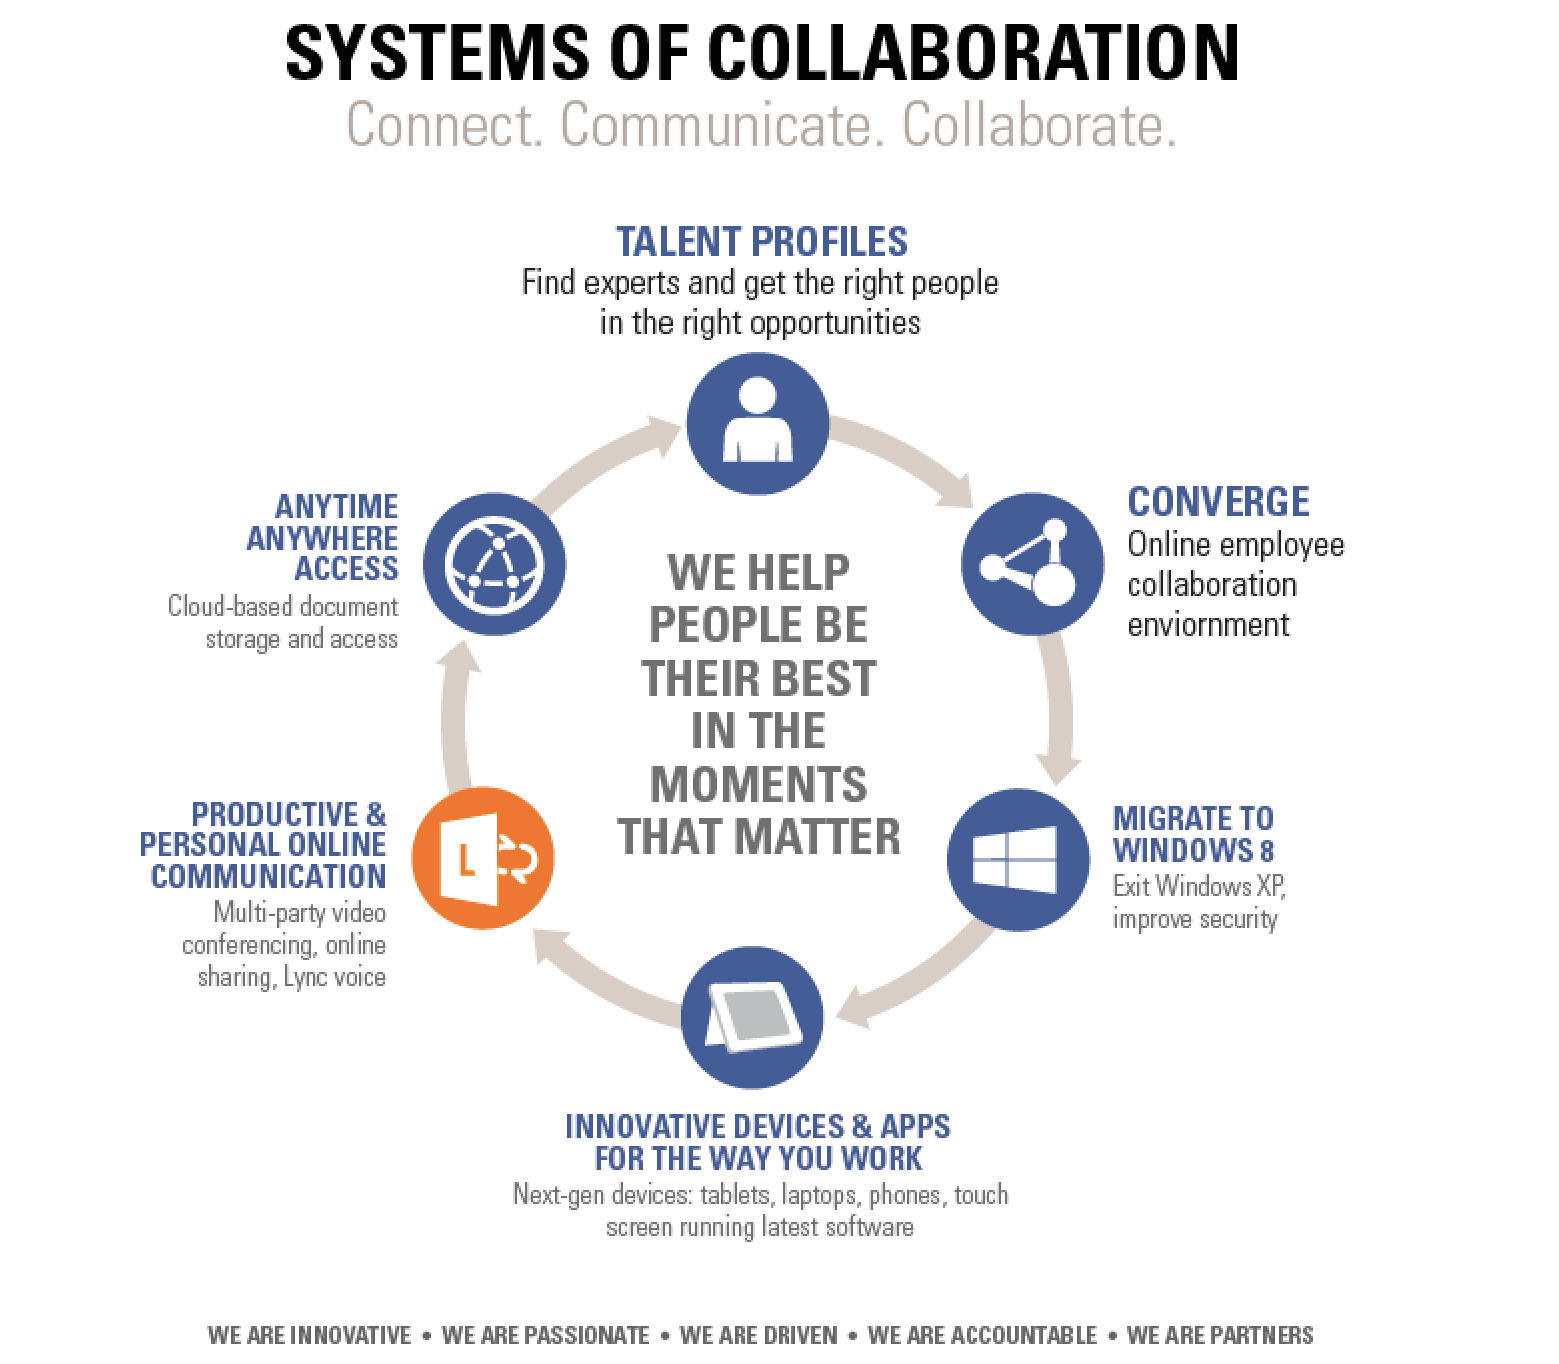 SYSTEMS OF COLLABORATION
Connect. Communicate. Collaborate.
TALENT PROFILES
Find experts and get the right people
in the right opportunities
CONVERGE
Online employee
collaboration
enviornment
MIGRATE TO
WINDOWS 8
Exit Windows XP,
improve security
INNOVATIVE DEVICES & APPS
FOR THE WAY YOU WORK
Next-gen devices: tablets, laptops, phones, touch
screen running latest software
PRODUCTIVE &
PERSONAL ONLINE
COMMUNICATION
Multi-party video
conferencing, online
sharing, Lync voice
L
ANYTIME
ANYWHERE
ACCESS
Cloud-based document
storage and access
WE HELP
PEOPLE BE
THEIR BEST
IN THE
MOMENTS
THAT MATTER
WE ARE INNOVATIVE • WE ARE PASSIONATE • WE ARE DRIVEN • WE ARE ACCOUNTABLE • WE ARE PARTNERS